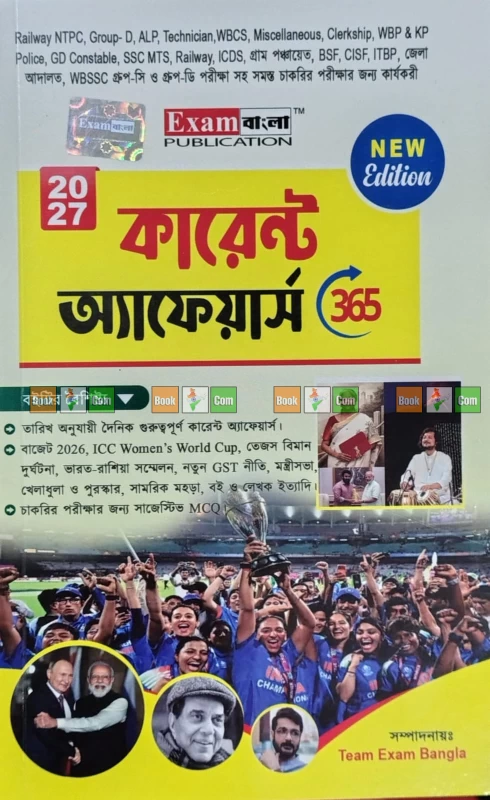 Railway NTPC, Group- D, ALP, Technician,WBCS, Miscellaneous, Clerkship, WBP & KP
Police, GD Constable, SSC MTS, Railway, ICDS, গ্রাম পঞ্চায়েত, BSF, CISF, ITBP, জেলা
আদালত, WBSSC গ্রুপ-সি ও গ্রুপ-ডি পরীক্ষা সহ সমস্ত চাকরির পরীক্ষার জন্য কার্যকরী
Exam বাংলা
Exam বাংলা TM
PUBLICATION
NEW
Edition
20
27
কারেন্ট
অ্যাফেয়ার্স 365
বইটির বৈশিষ্ট্য
Book Com Book Com Book Com Book Com
তারিখ অনুযায়ী দৈনিক গুরুত্বপূর্ণ কারেন্ট অ্যাফেয়ার্স।
বাজেট 2026, ICC Women's World Cup, তেজস বিমান
দুর্ঘটনা, ভারত-রাশিয়া সম্মেলন, নতুন GST নীতি, মন্ত্রীসভা,
খেলাধুলা ও পুরস্কার, সামরিক মহড়া, বই ও লেখক ইত্যাদি।
চাকরির পরীক্ষার জন্য সাজেস্টিভ MCQ।
সম্পাদনায়ঃ
Team Exam Bangla